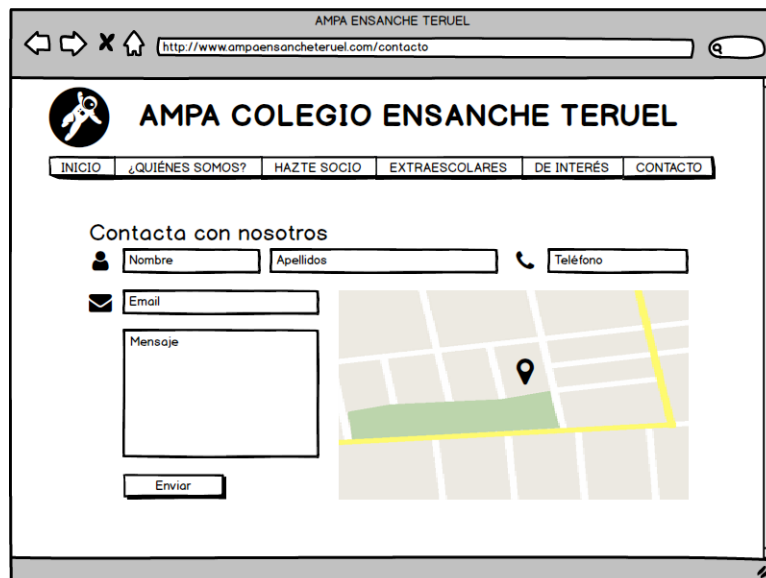 AMPA ENSANCHE TERUEL
http://www.ampaensancheteruel.com/contacto
AMPA COLEGIO ENSANCHE TERUEL
INICIO ¿QUIÉNES SOMOS? HAZTE SOCIO EXTRAESCOLARES DE INTERÉS CONTACTO
Contacta con nosotros
Nombre Apellidos Teléfono
Email
Mensaje
Enviar